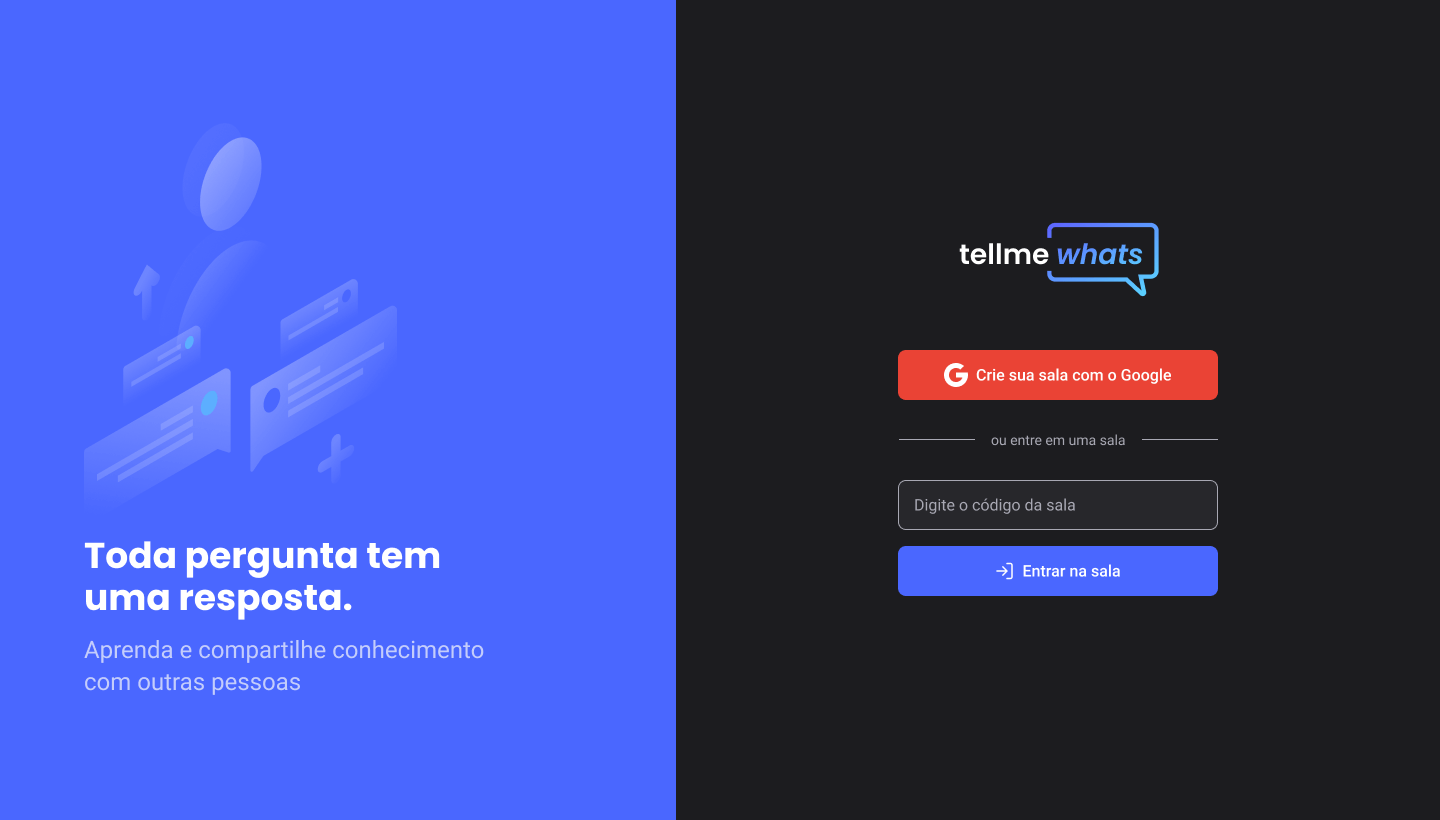 Toda pergunta tem
uma resposta.
Aprenda e compartilhe conhecimento
com outras pessoas
tellme whats
Crie sua sala com o Google
ou entre em uma sala
Digite o código da sala
Entrar na sala